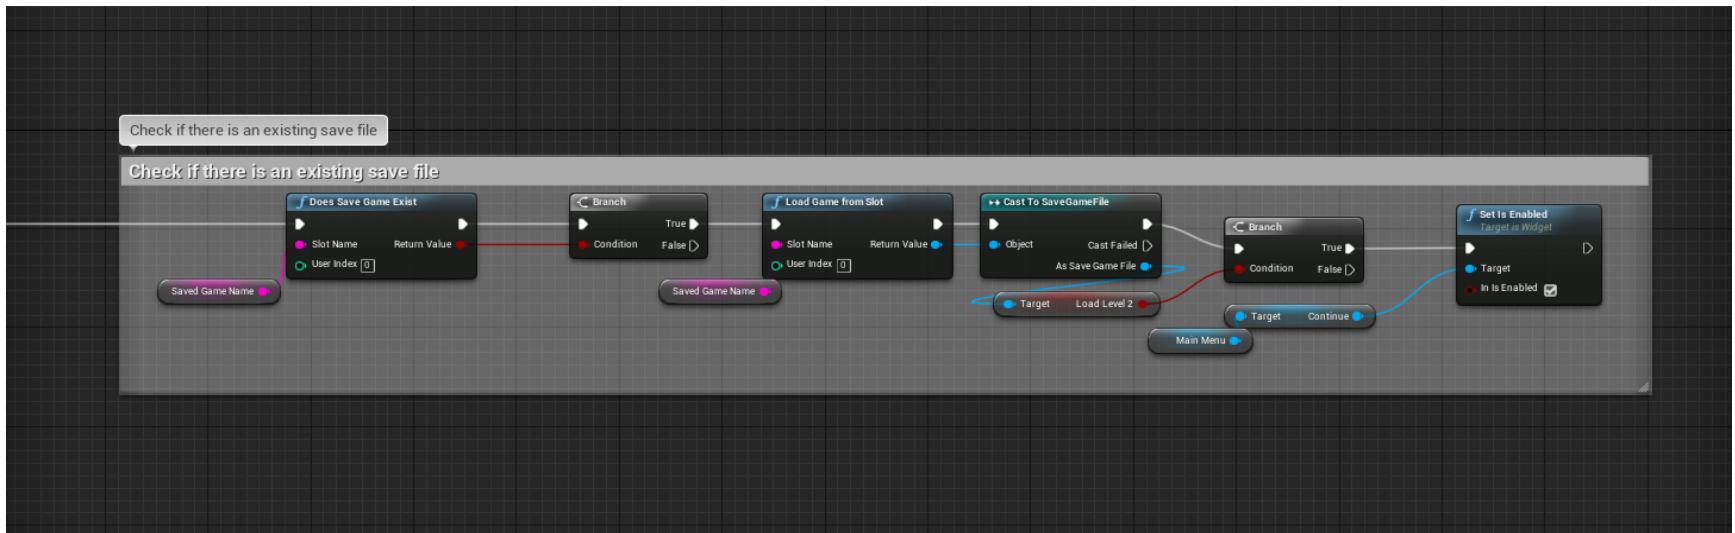 Check if there is an existing save file
Check if there is an existing save file
Does Save Game Exist
Slot Name Return Value
User Index 0
Saved Game Name
Branch
True
Condition False
Load Game from Slot
Slot Name Return Value
User Index 0
Saved Game Name
Cast To SaveGameFile
Object Cast Failed
As Save Game File
Target Load Level 2
Branch
True
Condition False
Target Continue
Main Menu
Set Is Enabled
Target is Widget
Target
In Is Enabled